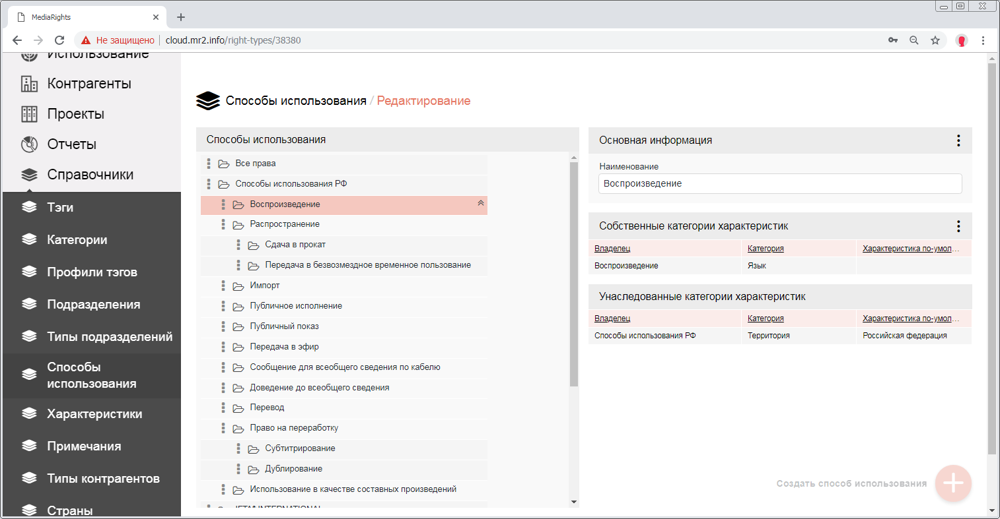 MediaRights
Не защищено
cloud.mr2.info/right-types/38380
Использование
Контрагенты
Проекты
Отчеты
Справочники
Тэги
Категории
Профили тэгов
Подразделения
Типы подразделений
Способы
использования
Характеристики
Примечания
Типы контрагентов
Страны
Способы использования / Редактирование
Способы использования
Все права
Способы использования РФ
Воспроизведение
Распространение
Сдача в прокат
Передача в безвозмездное временное пользование
Импорт
Публичное исполнение
Публичный показ
Передача в эфир
Сообщение для всеобщего сведения по кабелю
Доведение до всеобщего сведения
Перевод
Право на переработку
Субтитрирование
Дублирование
Использование в качестве составных произведений
Основная информация
Наименование
Воспроизведение
Собственные категории характеристик
Владелец Категория Характеристика по-умол...
Воспроизведение Язык
Унаследованные категории характеристик
Владелец Категория Характеристика по-умол...
Способы использования РФ Территория Российская федерация
Создать способ использования